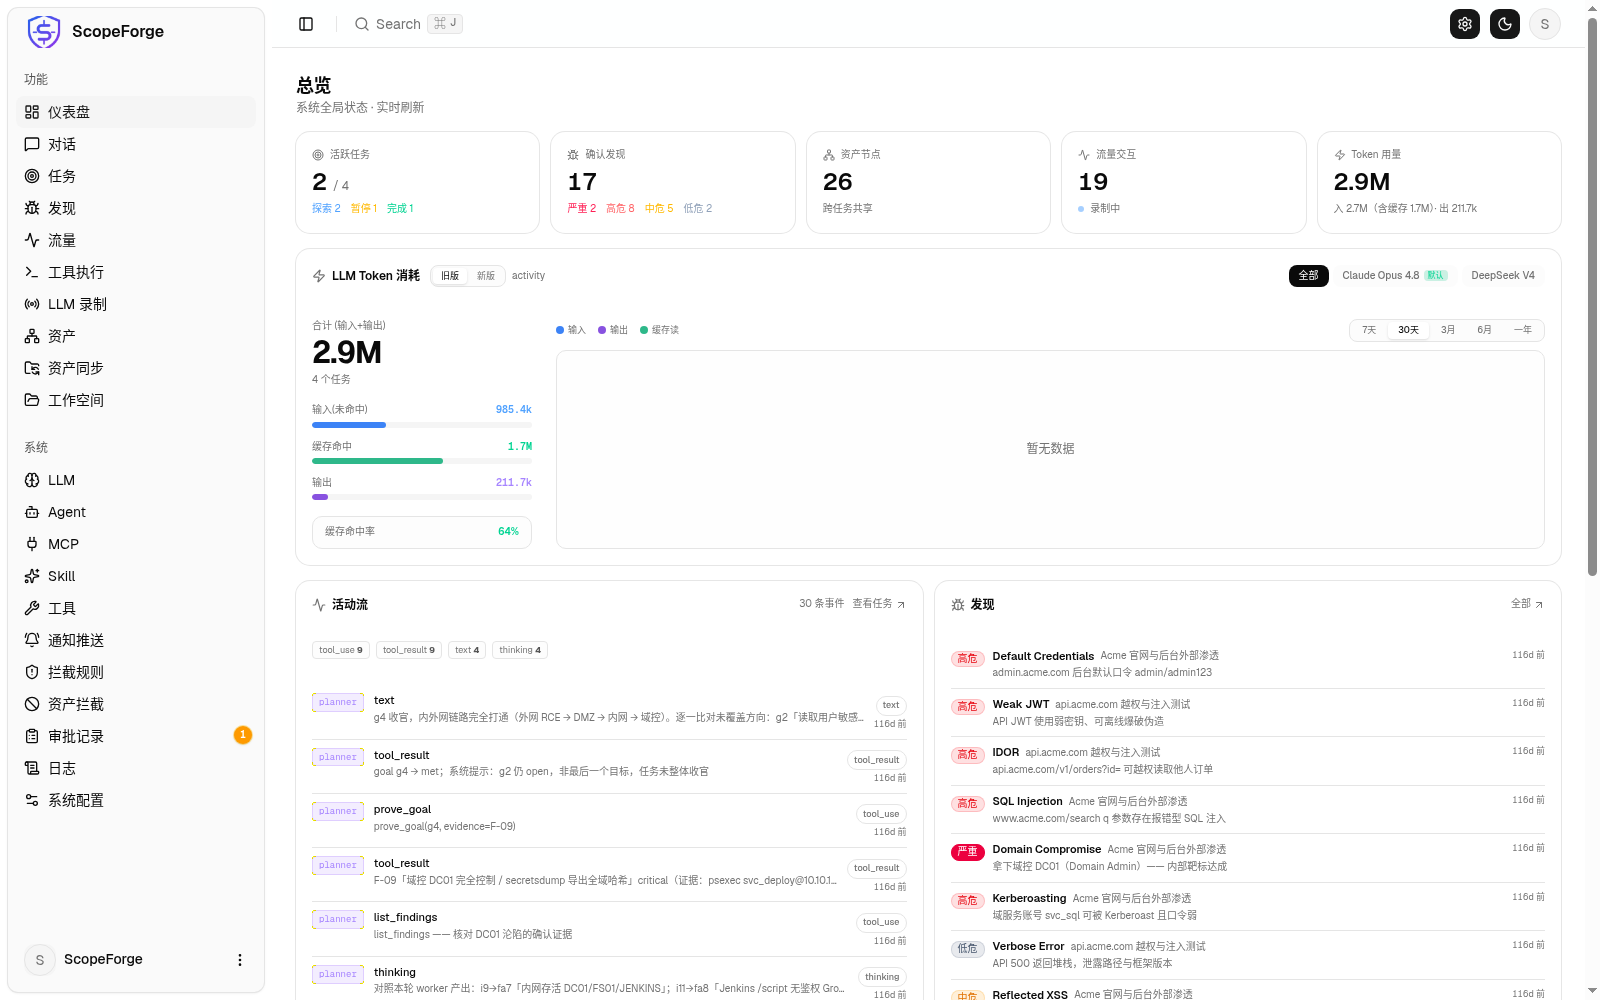 ScopeForge
功能
仪表盘
对话
任务
发现
流量
工具执行
LLM 录制
资产
资产同步
工作空间
系统
LLM
Agent
MCP
Skill
工具
通知推送
拦截规则
资产拦截
审批记录
1
日志
系统配置
S
ScopeForge
Search
⌘ J
S
总览
系统全局状态 · 实时刷新
活跃任务
2 / 4
探索 2 暂停 1 完成 1
确认发现
17
严重 2 高危 8 中危 5 低危 2
资产节点
26
跨任务共享
流量交互
19
录制中
Token 用量
2.9M
入 2.7M（含缓存 1.7M）· 出 211.7k
LLM Token 消耗
旧版 新版
activity
全部
Claude Opus 4.8 默认
DeepSeek V4
合计 (输入+输出)
2.9M
4 个任务
输入(未命中) 985.4k
缓存命中 1.7M
输出 211.7k
缓存命中率 64%
输入 输出 缓存读
7天 30天 3月 6月 一年
暂无数据
活动流
30 条事件 查看任务
tool_use 9 tool_result 9 text 4 thinking 4
planner text text
g4 收官，内外网链路完全打通（外网 RCE → DMZ → 内网 → 域控）。逐一比对未覆盖方向：g2「读取用户敏感... 116d 前
planner tool_result tool_result
goal g4 → met；系统提示：g2 仍 open，非最后一个目标，任务未整体收官 116d 前
planner prove_goal tool_use
prove_goal(g4, evidence=F-09) 116d 前
planner tool_result tool_result
F-09「域控 DC01 完全控制 / secretsdump 导出全域哈希」critical（证据：psexec svc_deploy@10.10.1... 116d 前
planner list_findings tool_use
list_findings —— 核对 DC01 沦陷的确认证据 116d 前
planner thinking thinking
对照本轮 worker 产出：i9→fa7「内网存活 DC01/FS01/JENKINS」；i11→fa8「Jenkins /script 无鉴权 Gro... 116d 前
发现
全部
高危 Default Credentials Acme 官网与后台外部渗透 116d 前
admin.acme.com 后台默认口令 admin/admin123
高危 Weak JWT api.acme.com 越权与注入测试 116d 前
API JWT 使用弱密钥、可离线爆破伪造
高危 IDOR api.acme.com 越权与注入测试 116d 前
api.acme.com/v1/orders?id= 可越权读取他人订单
高危 SQL Injection Acme 官网与后台外部渗透 116d 前
www.acme.com/search q 参数存在报错型 SQL 注入
严重 Domain Compromise Acme 官网与后台外部渗透 116d 前
拿下域控 DC01（Domain Admin）—— 内部靶标达成
高危 Kerberoasting Acme 官网与后台外部渗透 116d 前
域服务账号 svc_sql 可被 Kerberoast 且口令弱
低危 Verbose Error api.acme.com 越权与注入测试 116d 前
API 500 返回堆栈，泄露路径与框架版本
中危 Reflected XSS Acme 官网与后台外部渗透 116d 前